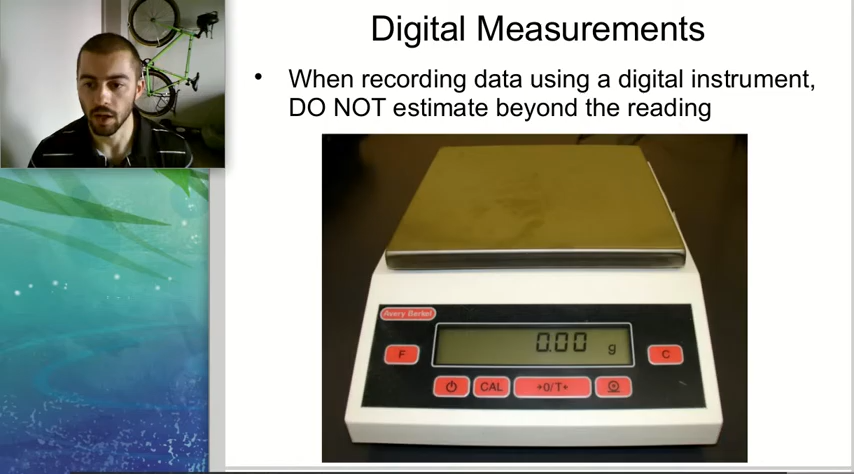 Digital Measurements
• When recording data using a digital instrument,
DO NOT estimate beyond the reading
Avery Berkel
0.00 g
F
C
CAL
→0/T←